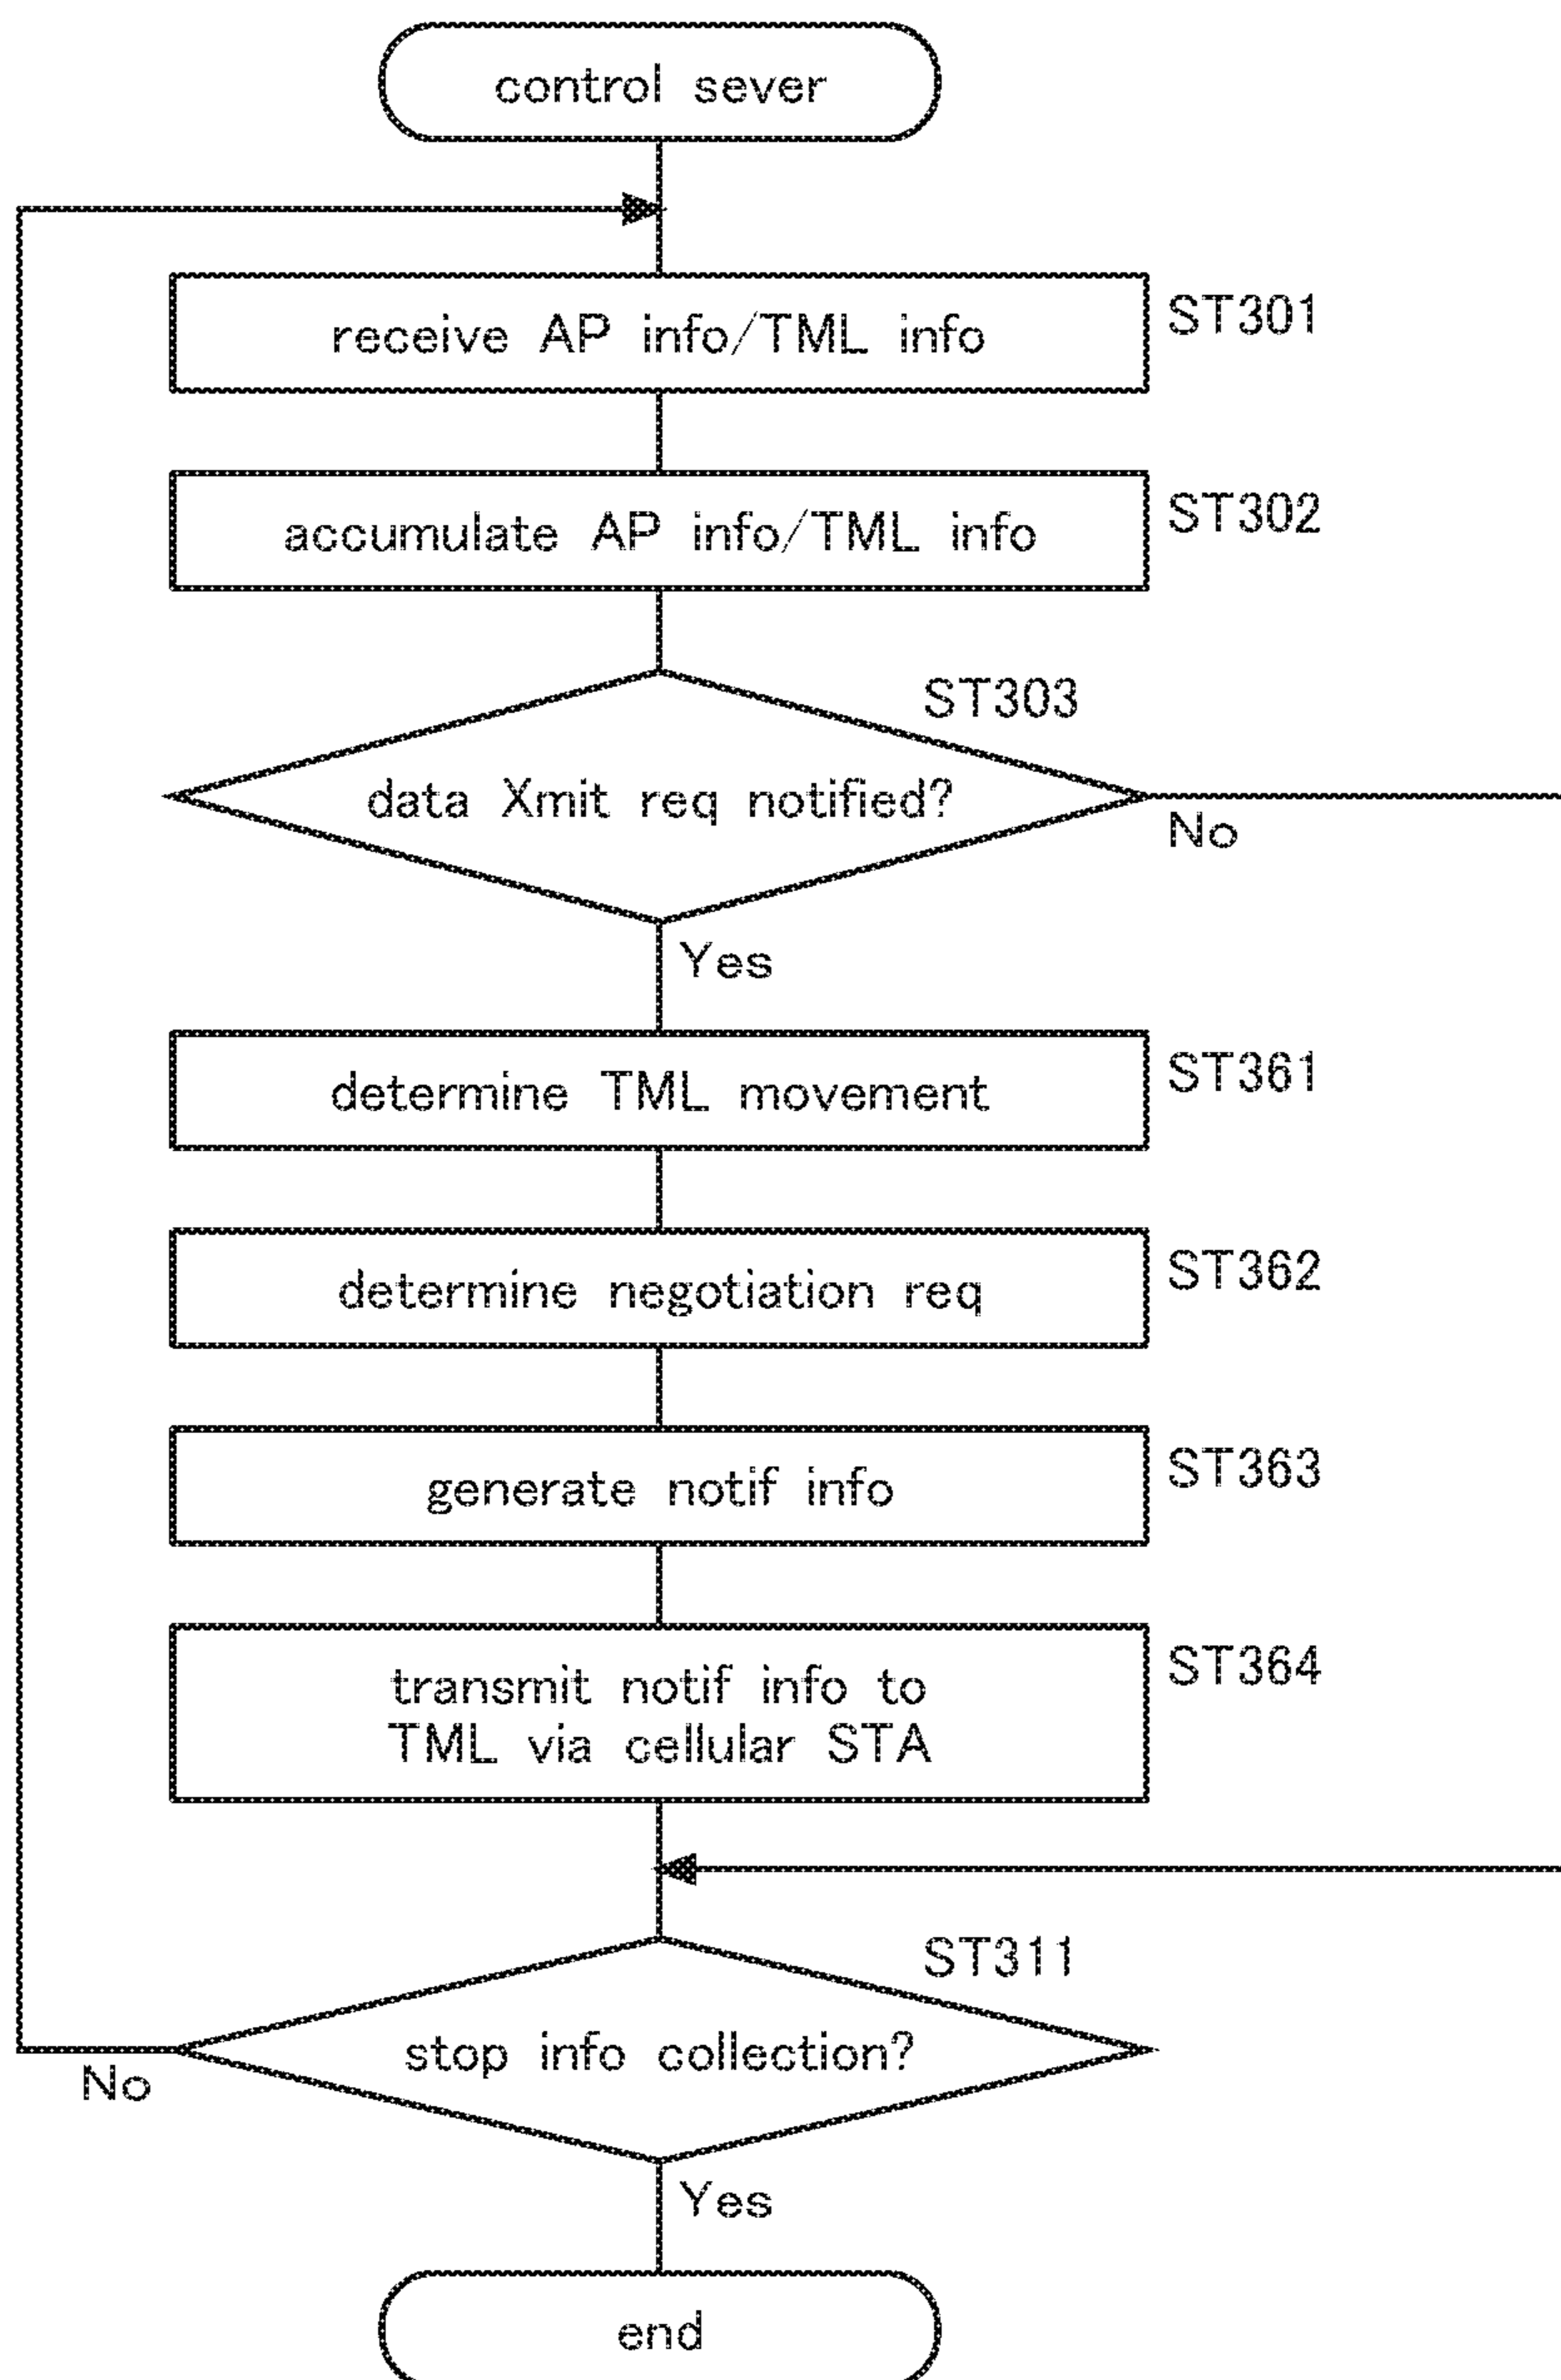 control sever
receive AP info/TML info
ST301
accumulate AP info/TML info
ST302
ST303
data Xmit req notified?
No
Yes
determine TML movement
ST361
determine negotiation req
ST362
generate notif info
ST363
transmit notif info to
TML via cellular STA
ST364
ST311
stop info collection?
No
Yes
end